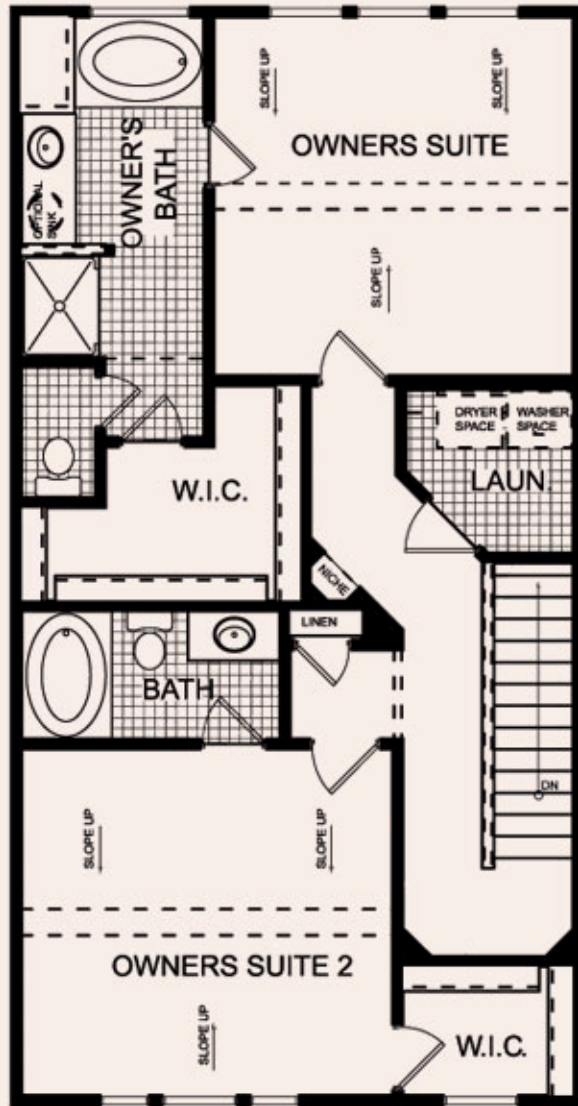 SLOPE UP
SLOPE UP
OWNERS SUITE
OWNER'S
BATH
OPTIONAL
SINK
SLOPE UP
DRYER
SPACE
WASHER
SPACE
LAUN.
W.I.C.
NICHE
LINEN
BATH
DN
SLOPE UP
SLOPE UP
OWNERS SUITE 2
SLOPE UP
W.I.C.